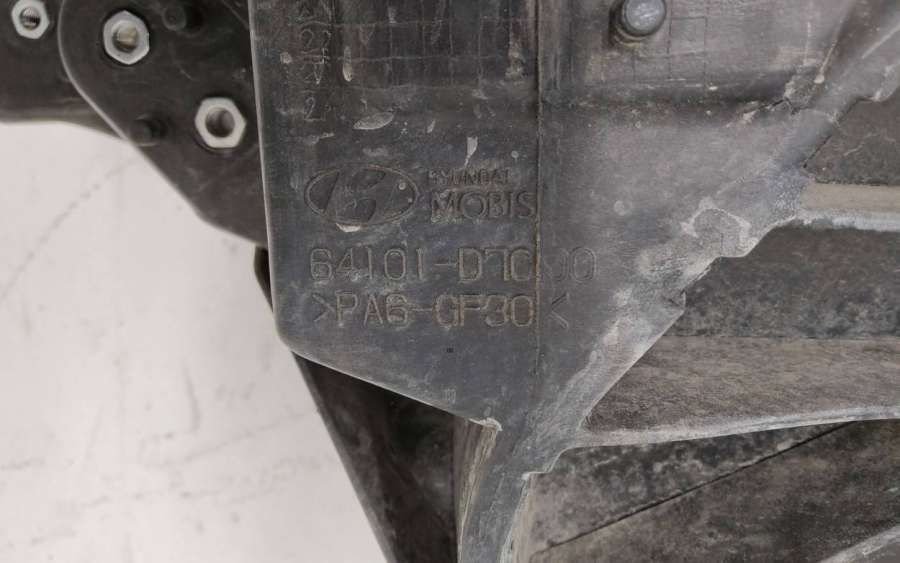 HYUNDAI
MOBIS
64101-D7000
>PA6-GF30<